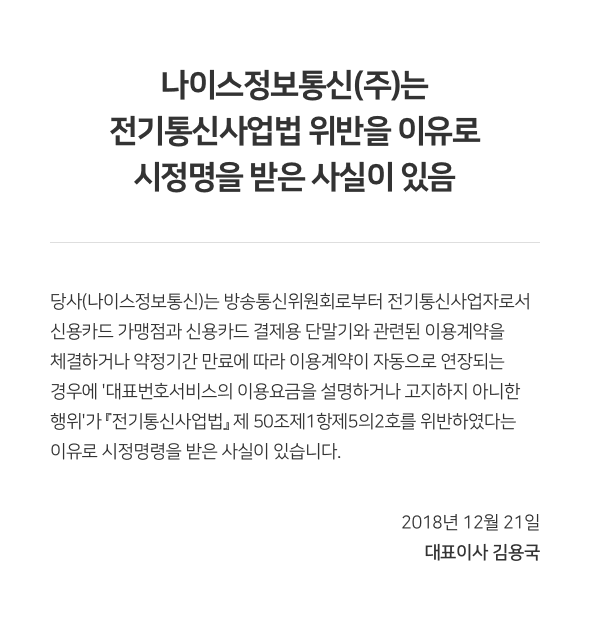 나이스정보통신(주)는
전기통신사업법 위반을 이유로
시정명을 받은 사실이 있음
당사(나이스정보통신)는 방송통신위원회로부터 전기통신사업자로서
신용카드 가맹점과 신용카드 결제용 단말기와 관련된 이용계약을
체결하거나 약정기간 만료에 따라 이용계약이 자동으로 연장되는
경우에 '대표번호서비스의 이용요금을 설명하거나 고지하지 아니한
행위'가 『전기통신사업법』 제 50조제1항제5의2호를 위반하였다는
이유로 시정명령을 받은 사실이 있습니다.
2018년 12월 21일
대표이사 김용국